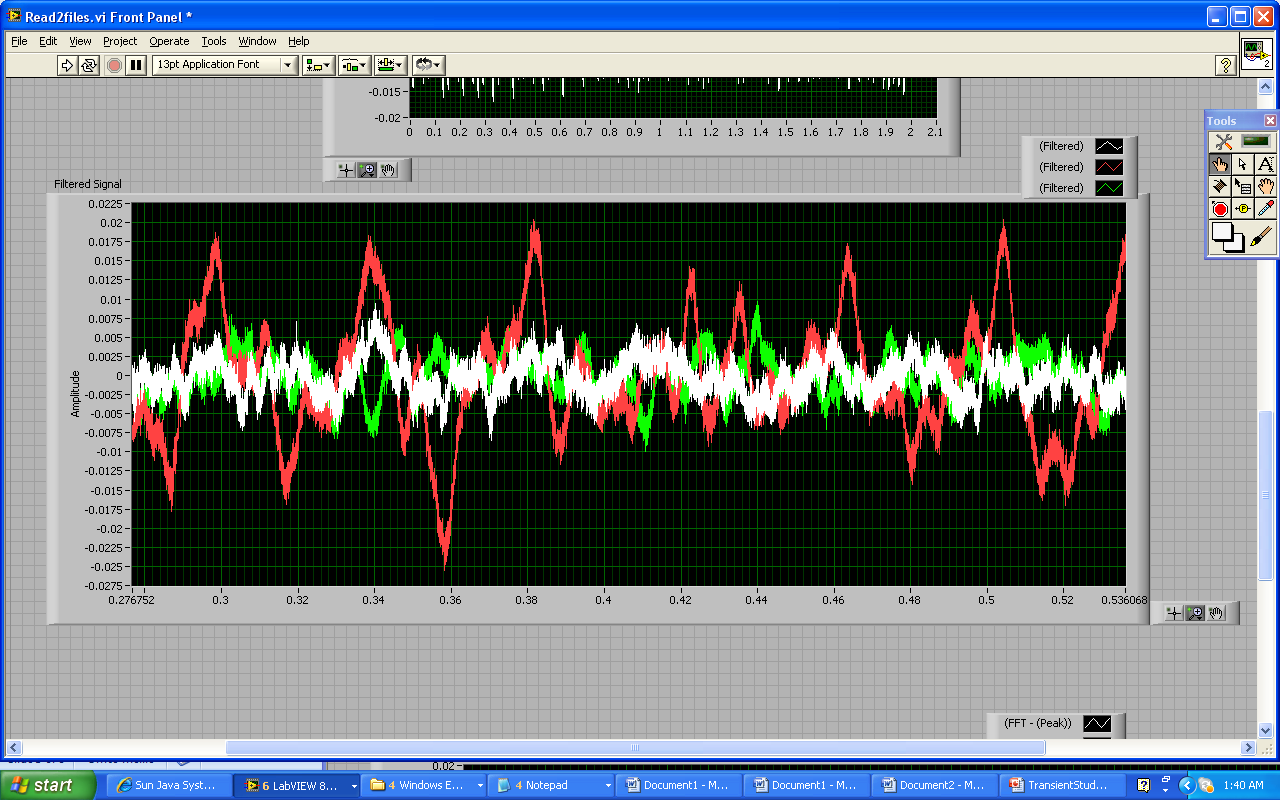 Read2files.vi Front Panel *
File Edit View Project Operate Tools Window Help
13pt Application Font
2
-0.015
-0.02
0 0.1 0.2 0.3 0.4 0.5 0.6 0.7 0.8 0.9 1 1.1 1.2 1.3 1.4 1.5 1.6 1.7 1.8 1.9 2 2.1
Tools
(Filtered)
(Filtered)
(Filtered)
Filtered Signal
Amplitude
0.0225
0.02
0.0175
0.015
0.0125
0.01
0.0075
0.005
0.0025
0
-0.0025
-0.005
-0.0075
-0.01
-0.0125
-0.015
-0.0175
-0.02
-0.0225
-0.025
-0.0275
0.276752 0.3 0.32 0.34 0.36 0.38 0.4 0.42 0.44 0.46 0.48 0.5 0.52 0.536068
(FFT - (Peak))
0.02
start
Sun Java Syst...
6 LabVIEW 8...
4 Windows E...
4 Notepad
Document1 - M...
Document1 - M...
Document2 - M...
TransientStud...
1:40 AM